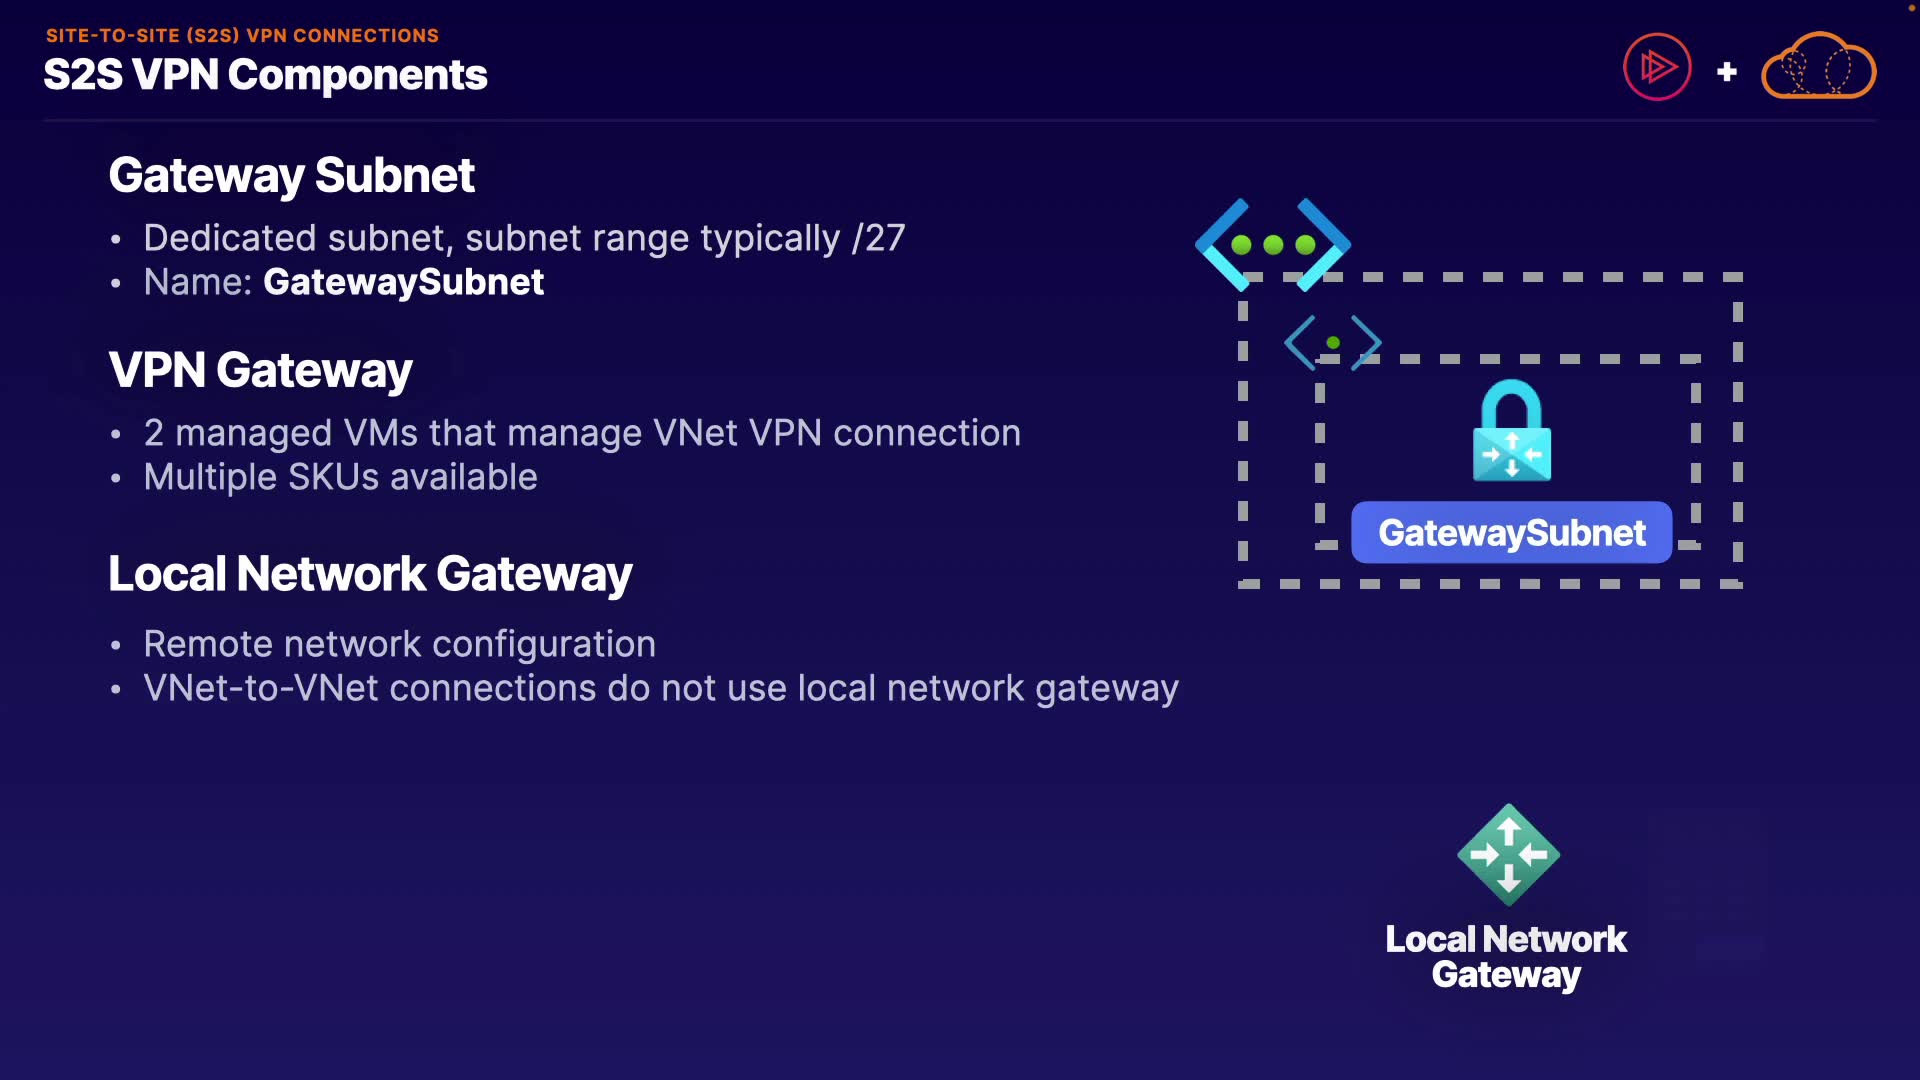 SITE-TO-SITE (S2S) VPN CONNECTIONS
S2S VPN Components
Gateway Subnet
• Dedicated subnet, subnet range typically /27
• Name: GatewaySubnet
VPN Gateway
• 2 managed VMs that manage VNet VPN connection
• Multiple SKUs available
Local Network Gateway
• Remote network configuration
• VNet-to-VNet connections do not use local network gateway
GatewaySubnet
Local Network
Gateway